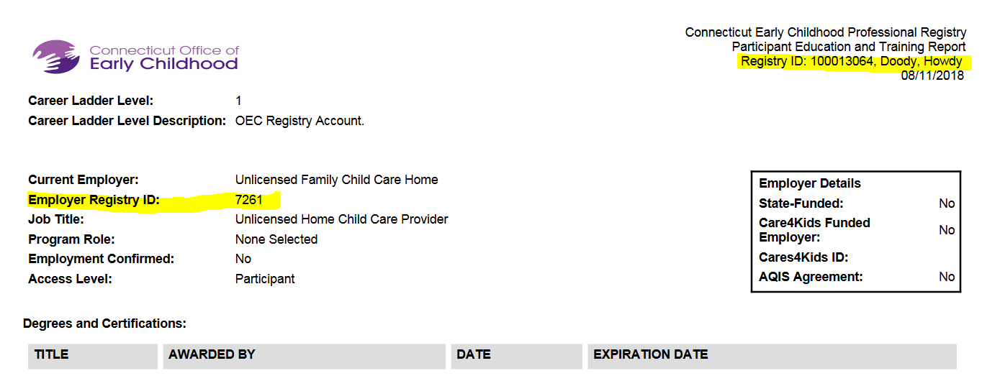 Connecticut Office of
Early Childhood
Connecticut Early Childhood Professional Registry
Participant Education and Training Report
Registry ID: 100013064, Doody, Howdy
08/11/2018
Career Ladder Level: 1
Career Ladder Level Description: OEC Registry Account.
Current Employer: Unlicensed Family Child Care Home
Employer Registry ID: 7261
Job Title: Unlicensed Home Child Care Provider
Program Role: None Selected
Employment Confirmed: No
Access Level: Participant
Employer Details
State-Funded: No
Care4Kids Funded
Employer: No
Cares4Kids ID:
AQIS Agreement: No
Degrees and Certifications:
TITLE AWARDED BY DATE EXPIRATION DATE